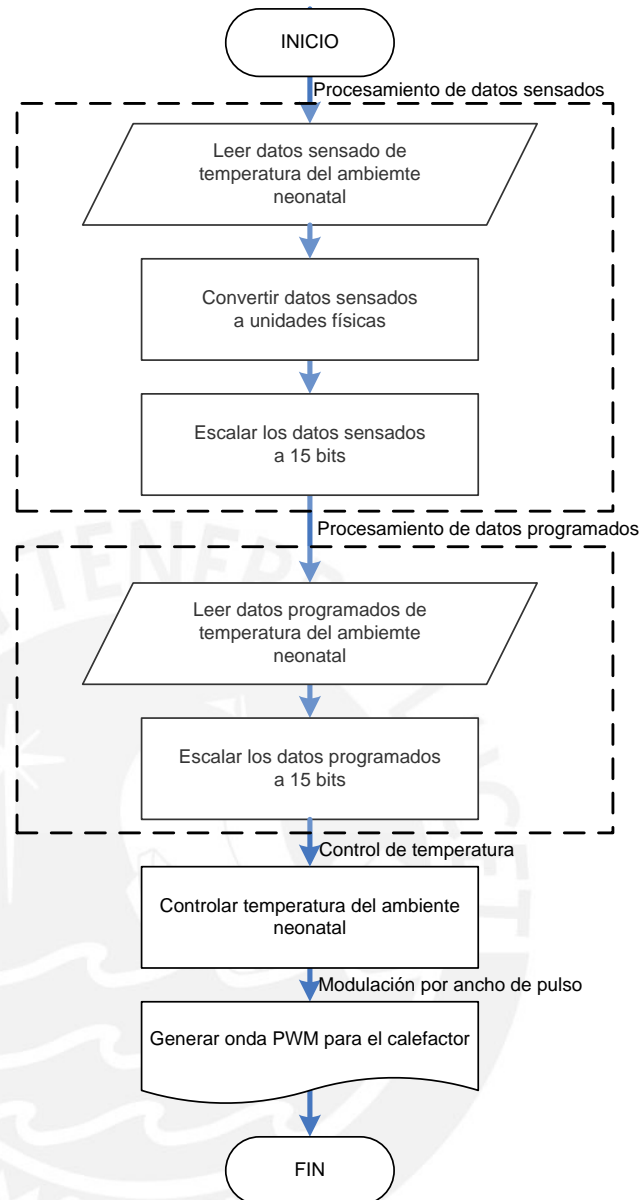 INICIO
Procesamiento de datos sensados
Leer datos sensado de
temperatura del ambiemte
neonatal
Convertir datos sensados
a unidades físicas
Escalar los datos sensados
a 15 bits
Procesamiento de datos programados
Leer datos programados de
temperatura del ambiemte
neonatal
Escalar los datos programados
a 15 bits
Control de temperatura
Controlar temperatura del ambiente
neonatal
Modulación por ancho de pulso
Generar onda PWM para el calefactor
FIN